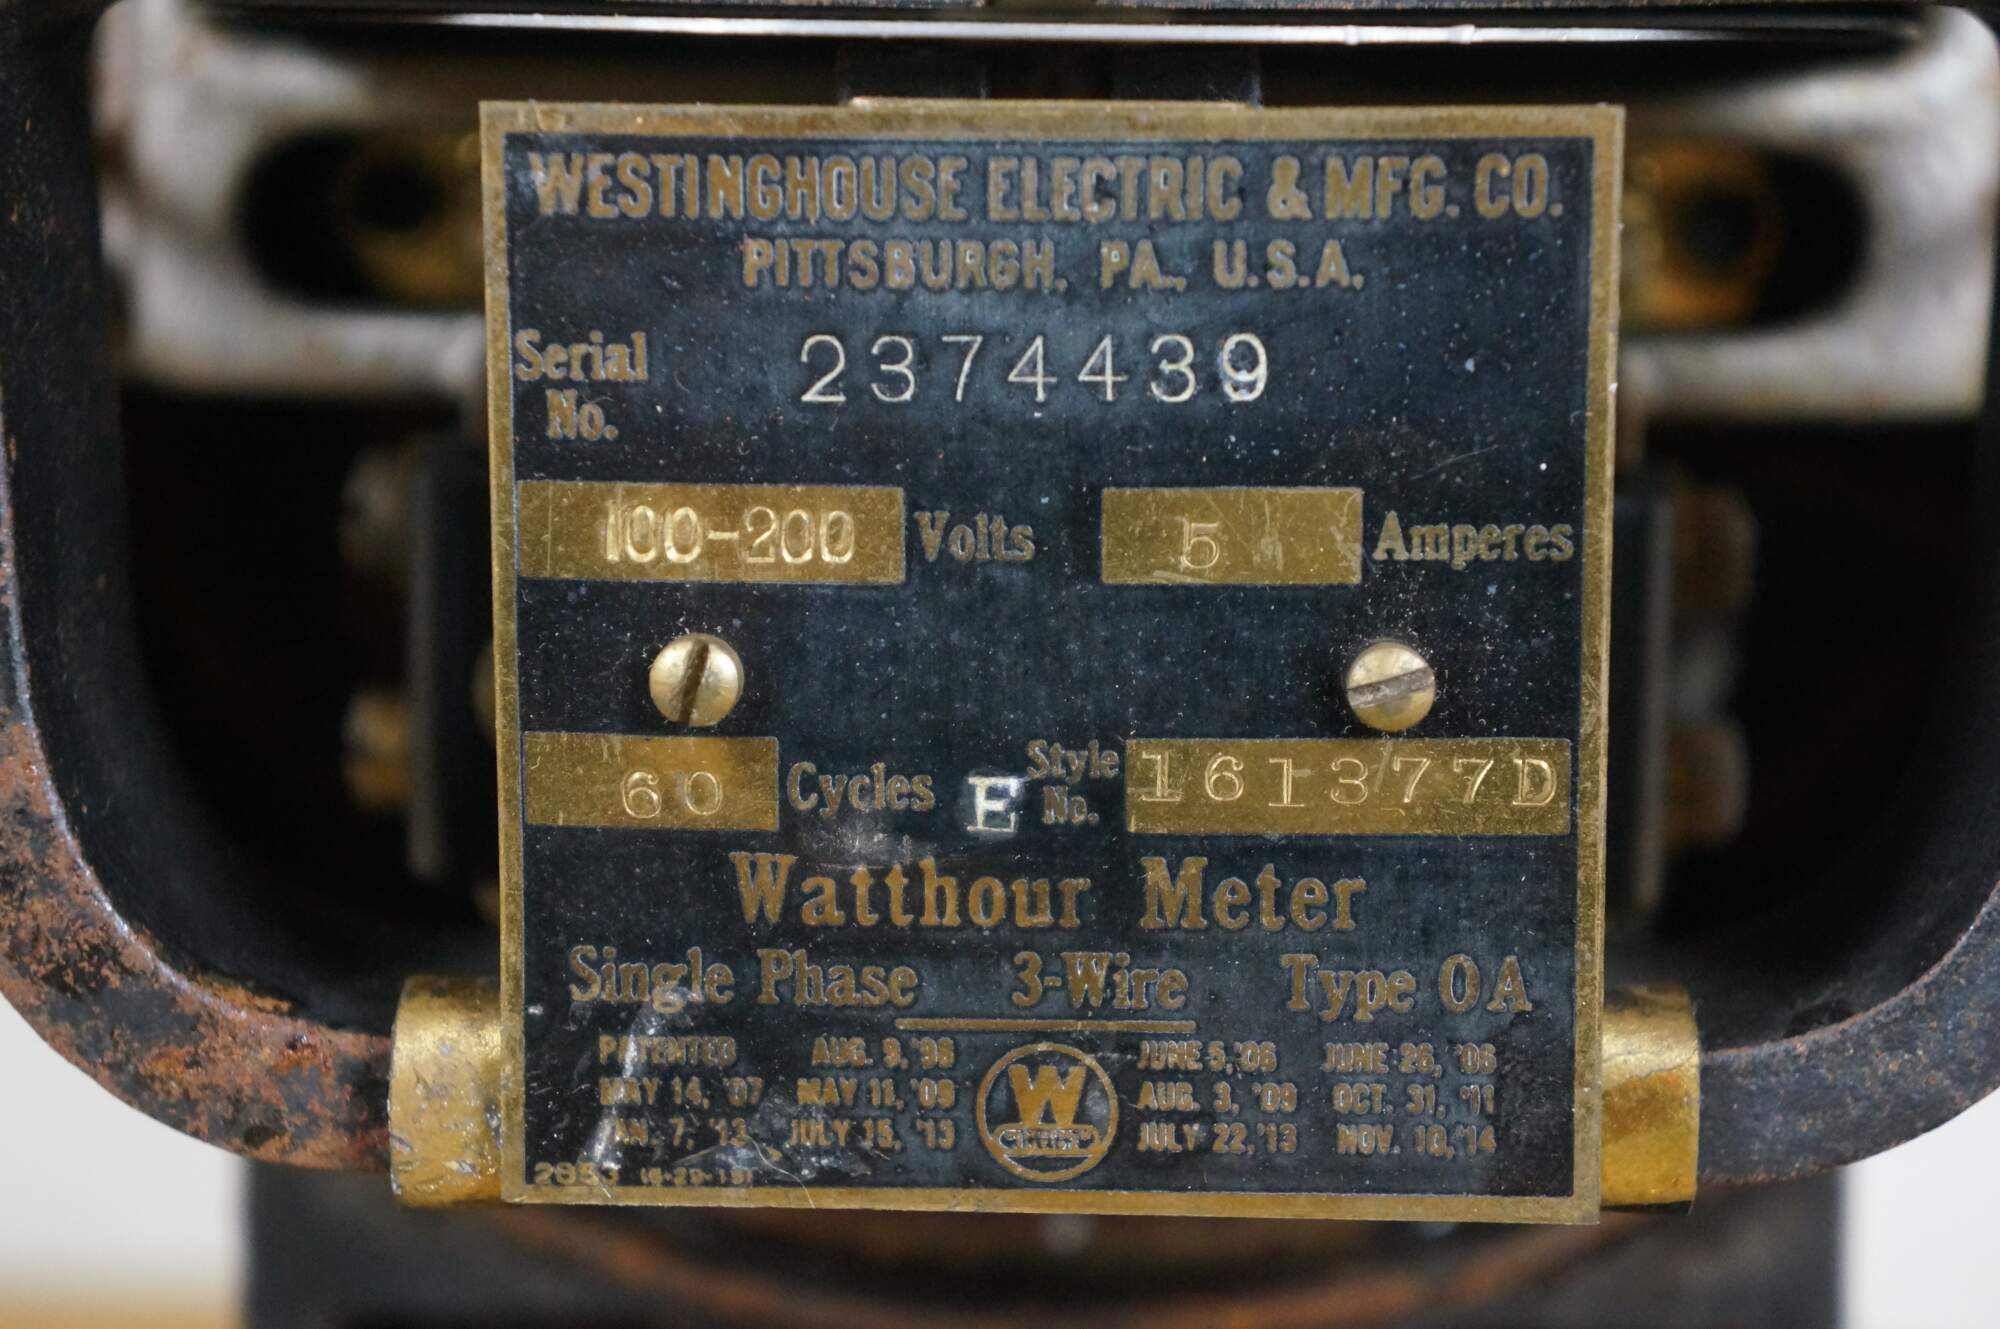 WESTINGHOUSE ELECTRIC & MFG. CO.
PITTSBURGH, PA., U.S.A.
Serial No. 2374439
100-200 Volts 5 Amperes
60 Cycles E Style No. 161377D
Watthour Meter
Single Phase 3-Wire Type OA
PATENTED AUG. 9, '98 JUNE 5, '06 JUNE 26, '06
MAY 14, '07 MAY 11, '09 AUG. 3, '09 OCT. 31, '11
JAN. 7, '13 JULY 15, '13 W JULY 22, '13 NOV. 10, '14